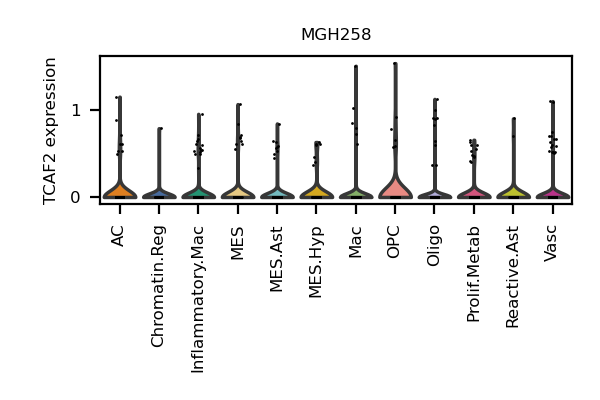 MGH258
TCAF2 expression
1
0
AC
Chromatin.Reg
Inflammatory.Mac
MES
MES.Ast
MES.Hyp
Mac
OPC
Oligo
Prolif.Metab
Reactive.Ast
Vasc